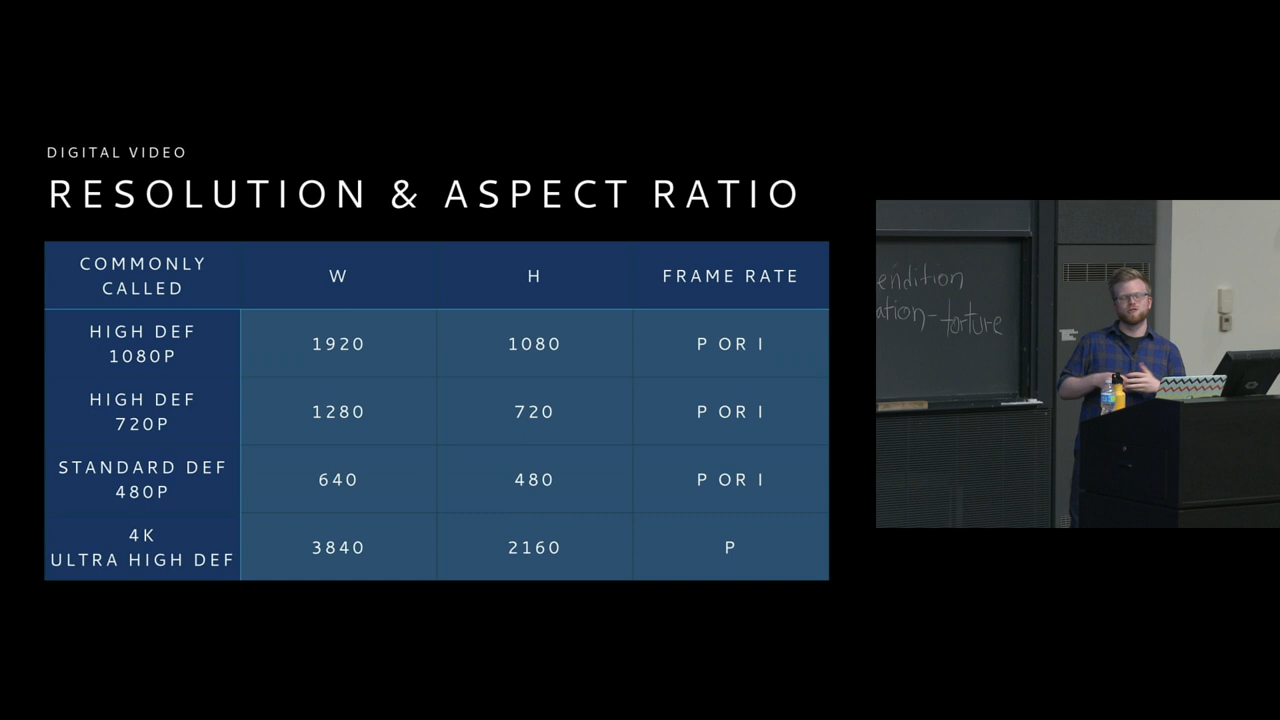 DIGITAL VIDEO
RESOLUTION & ASPECT RATIO
COMMONLY CALLED W H FRAME RATE
HIGH DEF 1080P 1920 1080 P OR I
HIGH DEF 720P 1280 720 P OR I
STANDARD DEF 480P 640 480 P OR I
4K ULTRA HIGH DEF 3840 2160 P
endition
ation-torture